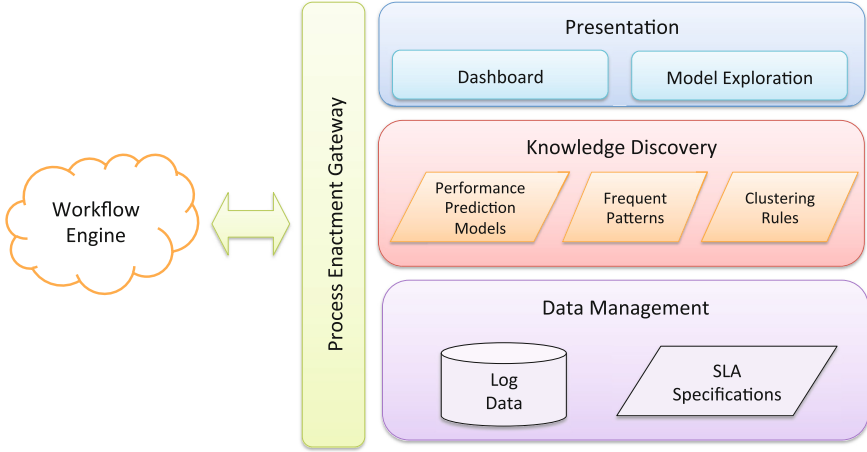 Workflow
Engine
Process Enactment Gateway
Presentation
Dashboard
Model Exploration
Knowledge Discovery
Performance
Prediction
Models
Frequent
Patterns
Clustering
Rules
Data Management
Log
Data
SLA
Specifications